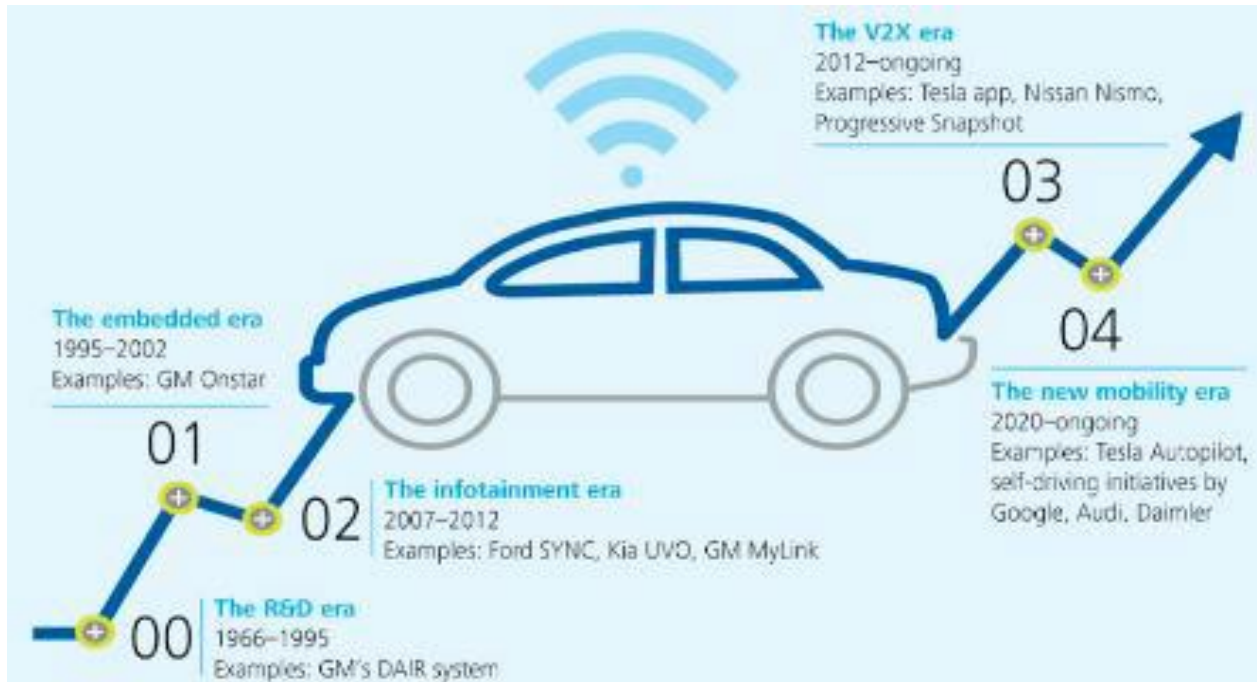 The V2X era
2012–ongoing
Examples: Tesla app, Nissan Nismo,
Progressive Snapshot
03
04
The new mobility era
2020–ongoing
Examples: Tesla Autopilot,
self-driving initiatives by
Google, Audi, Daimler
The embedded era
1995–2002
Examples: GM Onstar
01
02
The infotainment era
2007–2012
Examples: Ford SYNC, Kia UVO, GM MyLink
00
The R&D era
1966–1995
Examples: GM's DAIR system